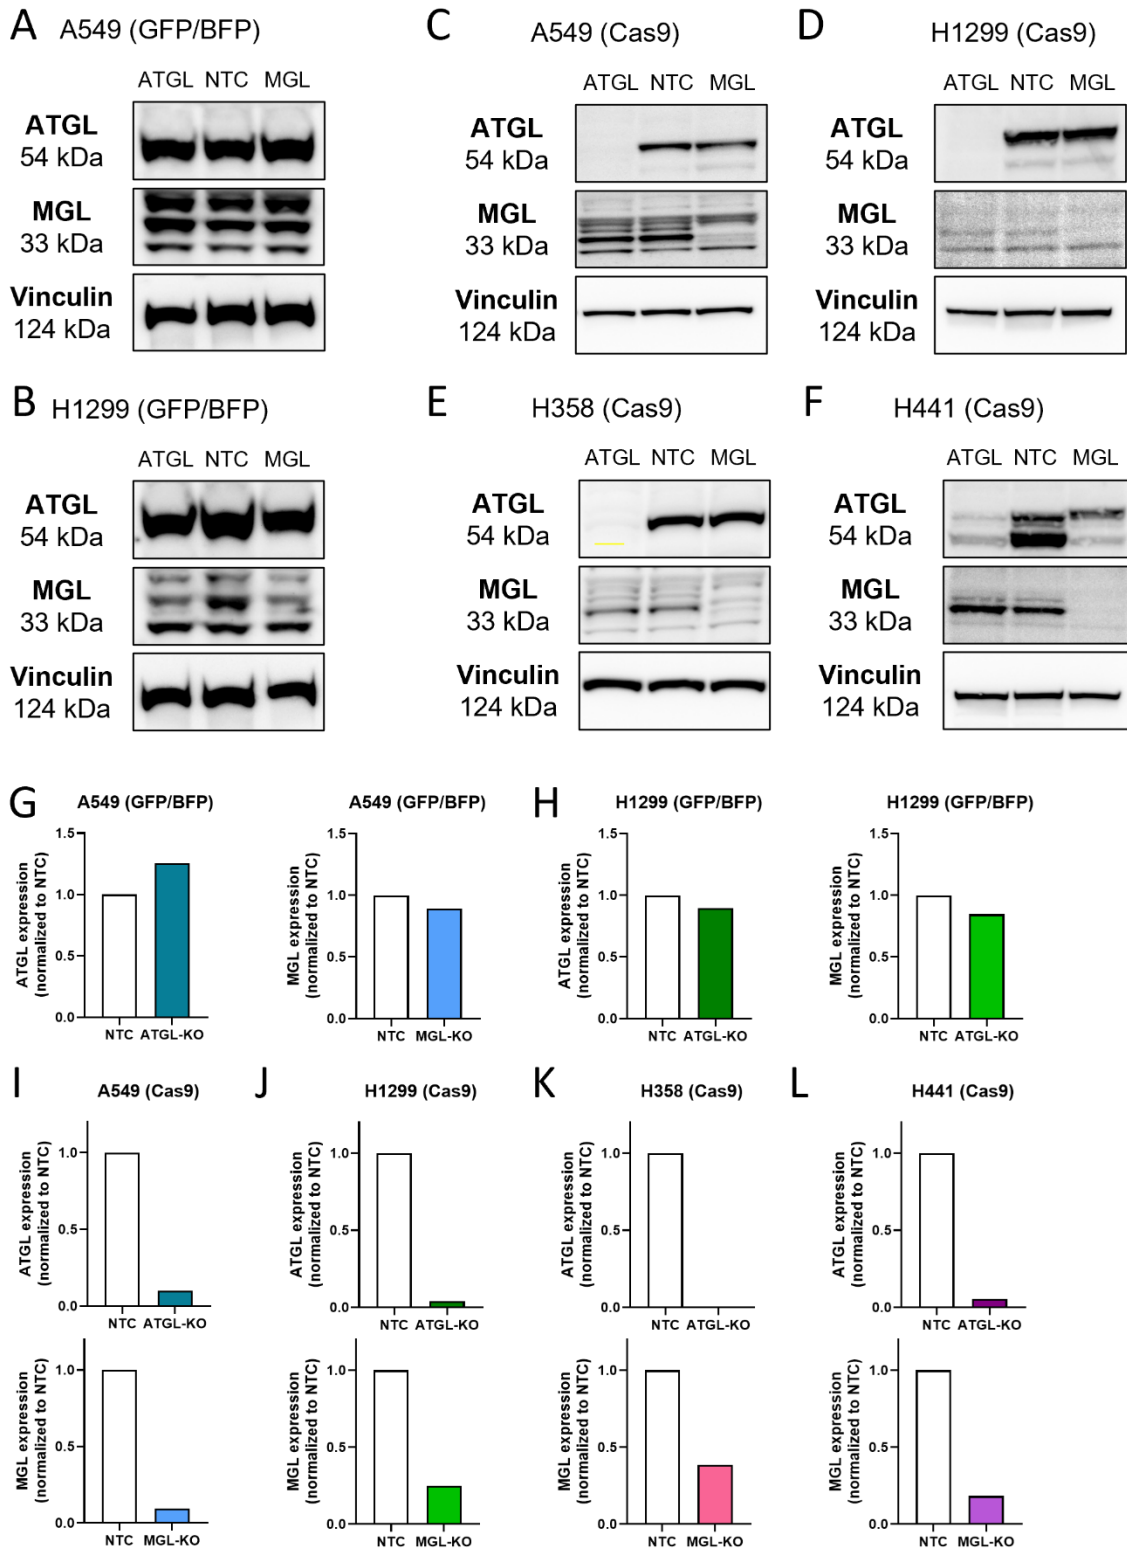 A A549 (GFP/BFP)
ATGL NTC MGL
ATGL
54 kDa
MGL
33 kDa
Vinculin
124 kDa
C A549 (Cas9)
ATGL NTC MGL
ATGL
54 kDa
MGL
33 kDa
Vinculin
124 kDa
D H1299 (Cas9)
ATGL NTC MGL
ATGL
54 kDa
MGL
33 kDa
Vinculin
124 kDa
B H1299 (GFP/BFP)
ATGL NTC MGL
ATGL
54 kDa
MGL
33 kDa
Vinculin
124 kDa
E H358 (Cas9)
ATGL NTC MGL
ATGL
54 kDa
MGL
33 kDa
Vinculin
124 kDa
F H441 (Cas9)
ATGL NTC MGL
ATGL
54 kDa
MGL
33 kDa
Vinculin
124 kDa
G A549 (GFP/BFP)
ATGL expression
(normalized to NTC)
1.5
1.0
0.5
0.0
NTC ATGL-KO
A549 (GFP/BFP)
MGL expression
(normalized to NTC)
1.5
1.0
0.5
0.0
NTC MGL-KO
H H1299 (GFP/BFP)
ATGL expression
(normalized to NTC)
1.5
1.0
0.5
0.0
NTC ATGL-KO
H1299 (GFP/BFP)
MGL expression
(normalized to NTC)
1.5
1.0
0.5
0.0
NTC ATGL-KO
I A549 (Cas9)
ATGL expression
(normalized to NTC)
1.0
0.5
0.0
NTC ATGL-KO
MGL expression
(normalized to NTC)
1.0
0.5
0.0
NTC MGL-KO
J H1299 (Cas9)
ATGL expression
(normalized to NTC)
1.0
0.5
0.0
NTC ATGL-KO
MGL expression
(normalized to NTC)
1.0
0.5
0.0
NTC MGL-KO
K H358 (Cas9)
ATGL expression
(normalized to NTC)
1.0
0.5
0.0
NTC ATGL-KO
MGL expression
(normalized to NTC)
1.0
0.5
0.0
NTC MGL-KO
L H441 (Cas9)
ATGL expression
(normalized to NTC)
1.0
0.5
0.0
NTC ATGL-KO
MGL expression
(normalized to NTC)
1.0
0.5
0.0
NTC MGL-KO